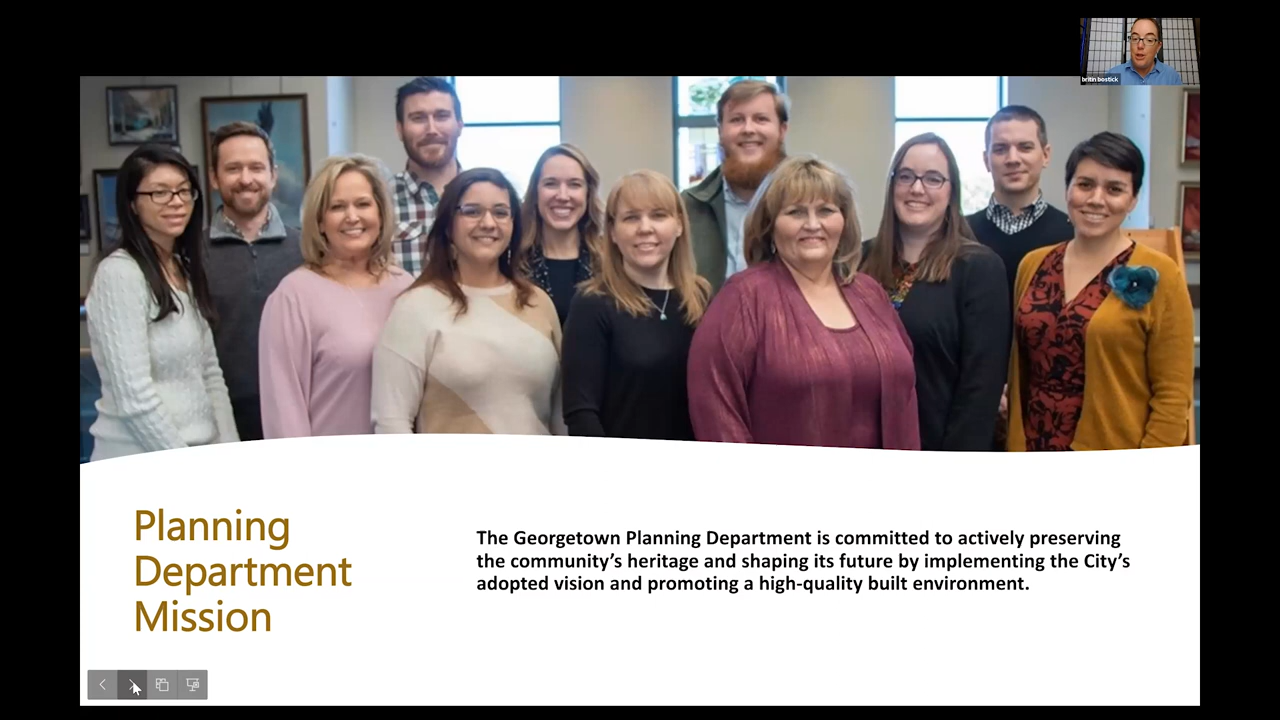 britin bostick
Planning
Department
Mission
The Georgetown Planning Department is committed to actively preserving
the community's heritage and shaping its future by implementing the City's
adopted vision and promoting a high-quality built environment.